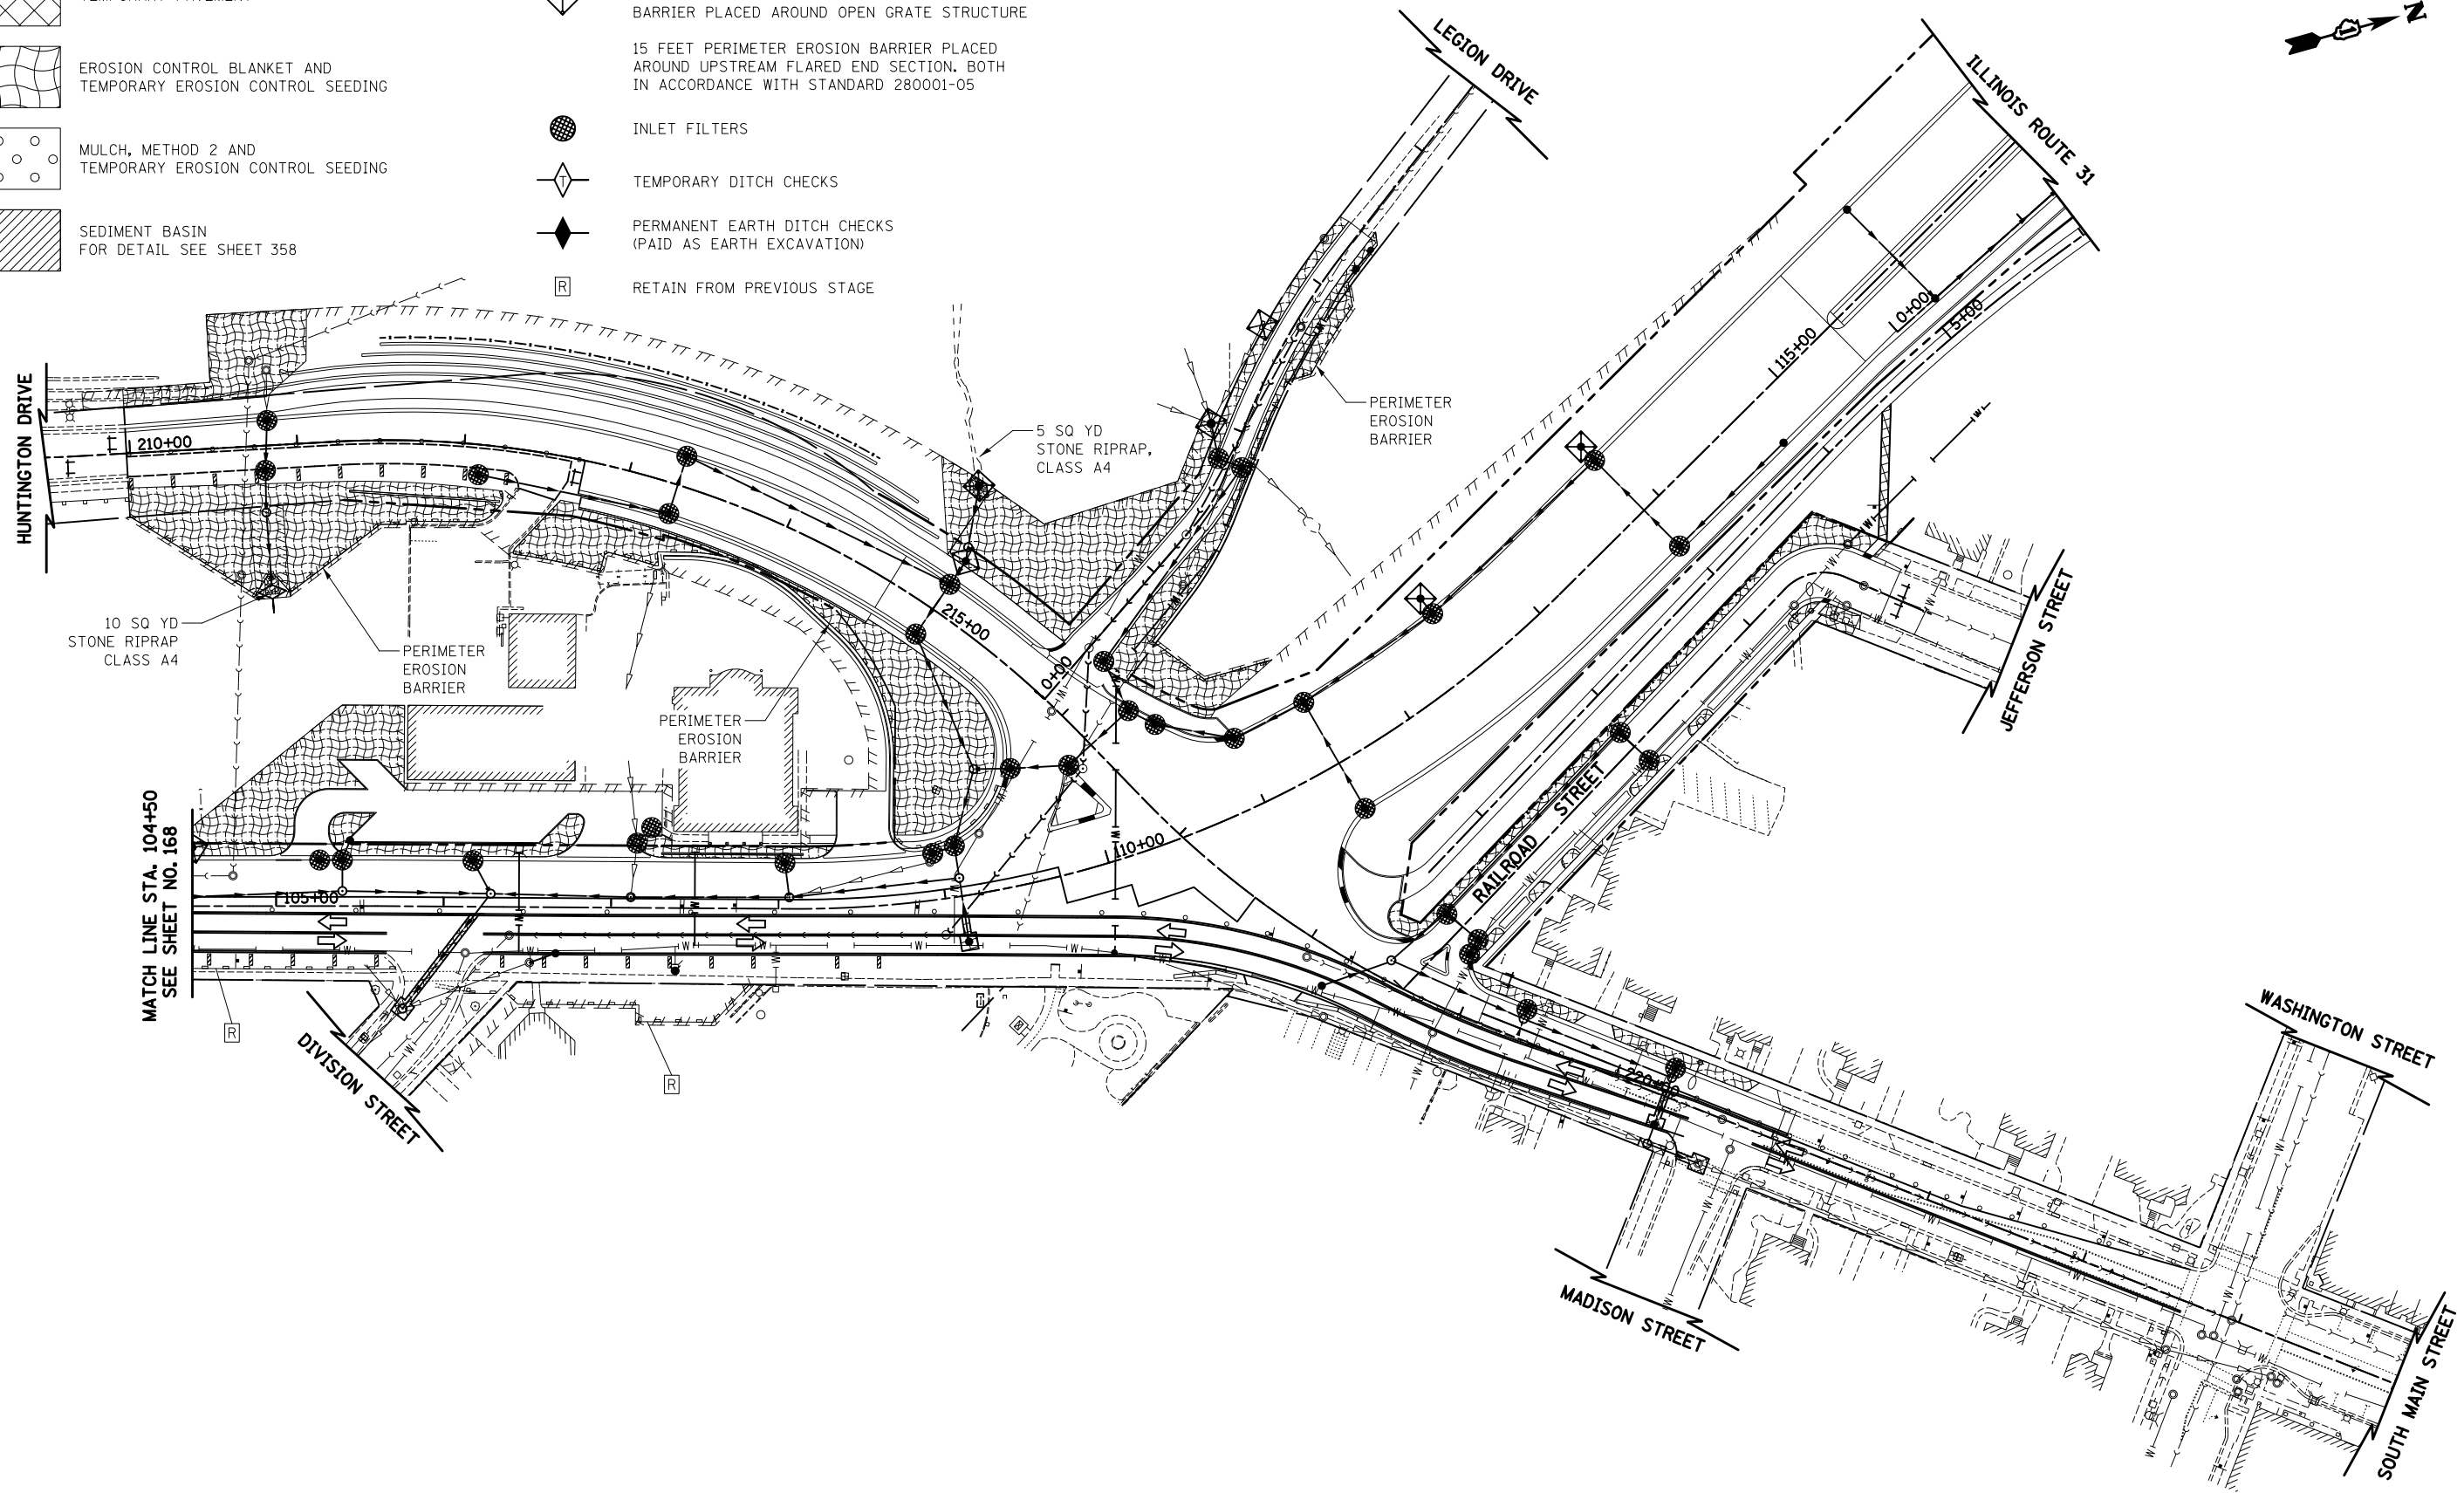 BARRIER PLACED AROUND OPEN GRATE STRUCTURE
EROSION CONTROL BLANKET AND
TEMPORARY EROSION CONTROL SEEDING
15 FEET PERIMETER EROSION BARRIER PLACED
AROUND UPSTREAM FLARED END SECTION. BOTH
IN ACCORDANCE WITH STANDARD 280001-05
INLET FILTERS
MULCH, METHOD 2 AND
TEMPORARY EROSION CONTROL SEEDING
T
TEMPORARY DITCH CHECKS
SEDIMENT BASIN
FOR DETAIL SEE SHEET 358
PERMANENT EARTH DITCH CHECKS
(PAID AS EARTH EXCAVATION)
R
RETAIN FROM PREVIOUS STAGE
N
LEGION DRIVE
ILLINOIS ROUTE 31
HUNTINGTON DRIVE
210+00
5 SQ YD
STONE RIPRAP,
CLASS A4
PERIMETER
EROSION
BARRIER
115+00
0+00
5+00
10 SQ YD
STONE RIPRAP
CLASS A4
PERIMETER
EROSION
BARRIER
PERIMETER
EROSION
BARRIER
215+00
0+00
110+00
JEFFERSON STREET
RAILROAD STREET
MATCH LINE STA. 104+50
SEE SHEET NO. 168
105+00
R
R
DIVISION STREET
220+00
WASHINGTON STREET
MADISON STREET
SOUTH MAIN STREET